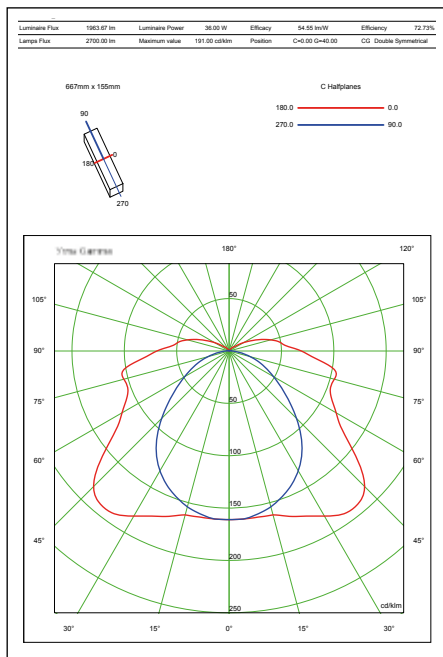 Luminaire Flux 1963.67 lm Luminaire Power 36.00 W Efficacy 54.55 lm/W Efficiency 72.73%
Lamps Flux 2700.00 lm Maximum value 191.00 cd/klm Position C=0.00 G=40.00 CG Double Symmetrical
667mm x 155mm C Halfplanes
180.0 0.0
270.0 90.0
90
0
180
270
180° 120°
105° 50 105°
90° 90°
75° 50 75°
60° 100 60°
45° 150 45°
200
cd/klm
250
30° 15° 0° 15° 30°